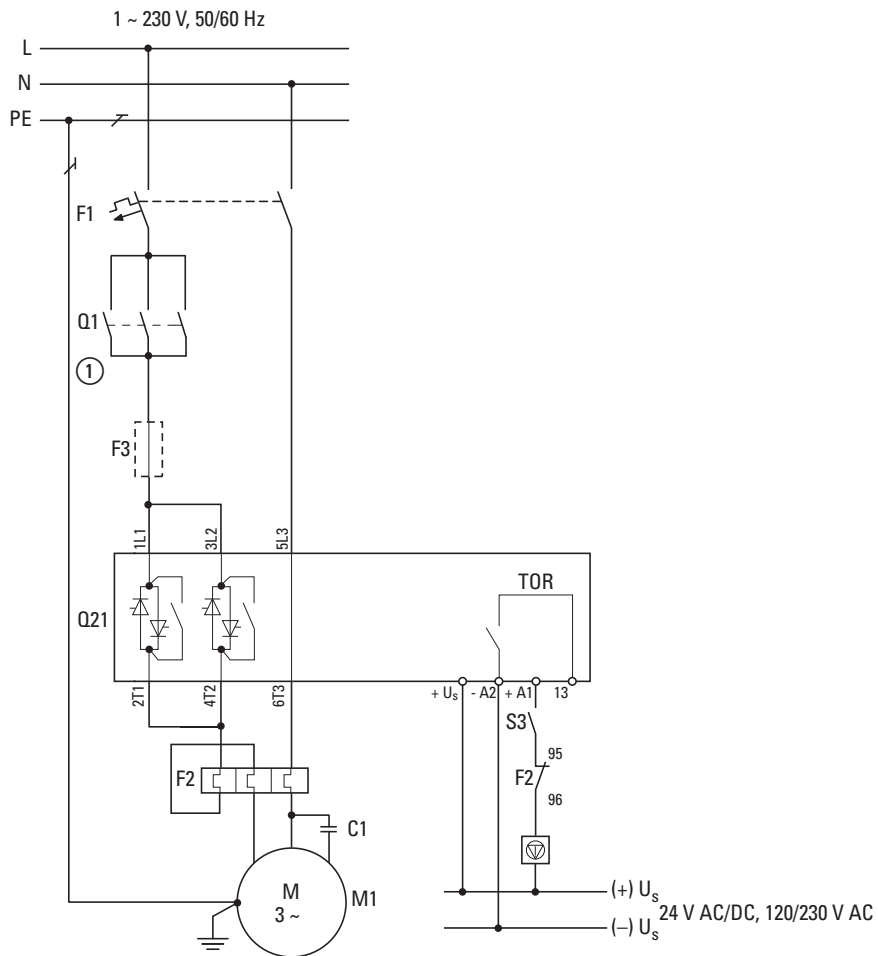 1 ~ 230 V, 50/60 Hz
L
N
PE
F1
Q1
1
F3
1L1
3L2
5L3
TOR
Q21
2T1
4T2
6T3
+ Us
- A2
+ A1
13
S3
95
F2
F2
96
C1
M
3 ~
M1
(+) Us
24 V AC/DC, 120/230 V AC
(–) Us